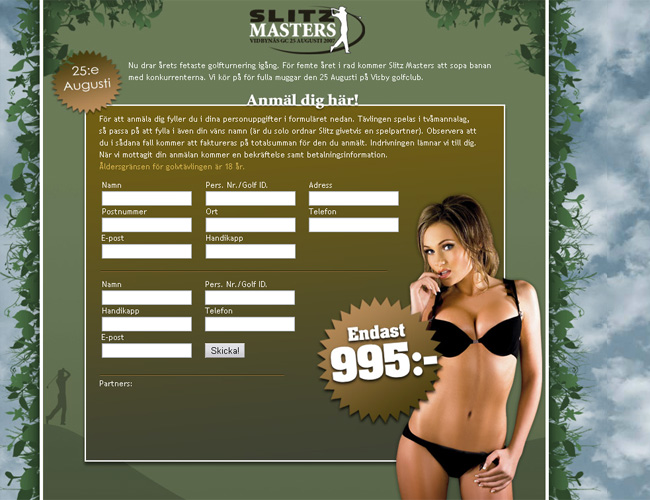 SLITZ
MASTERS
VIDBYNÄS GC 25 AUGUSTI 2007
25:e
Augusti
Nu drar årets fetaste golfturnering igång. För femte året i rad kommer Slitz Masters att sopa banan
med konkurrenterna. Vi kör på för fulla muggar den 25 Augusti på Visby golfclub.
Anmäl dig här!
För att anmäla dig fyller du i dina personuppgifter i formuläret nedan. Tävlingen spelas i tvåmannalag,
så passa på att fylla i även din väns namn (är du solo ordnar Slitz givetvis en spelpartner). Observera att
du i sådana fall kommer att faktureras på totalsumman för den du anmält. Indrivningen lämnar vi till dig.
När vi mottagit din anmälan kommer en bekräftelse samt betalningsinformation.
Åldersgränsen för golvtävlingen är 18 år.
Namn Pers. Nr./Golf ID. Adress
Postnummer Ort Telefon
E-post Handikapp
Namn Pers. Nr./Golf ID.
Handikapp Telefon
E-post
Skicka!
Endast
995:-
Partners: